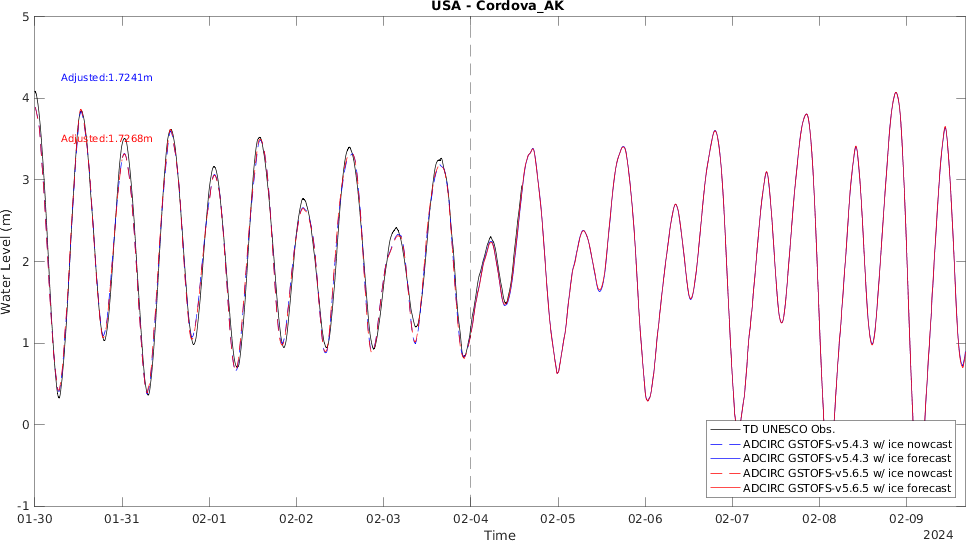 USA - Cordova_AK
5
Adjusted:1.7241m
4
Adjusted:1.7268m
3
2
Water Level (m)
1
0
TD UNESCO Obs.
ADCIRC GSTOFS-v5.4.3 w/ ice nowcast
ADCIRC GSTOFS-v5.4.3 w/ ice forecast
ADCIRC GSTOFS-v5.6.5 w/ ice nowcast
ADCIRC GSTOFS-v5.6.5 w/ ice forecast
-1
01-30 01-31 02-01 02-02 02-03 02-04 02-05 02-06 02-07 02-08 02-09
Time
2024